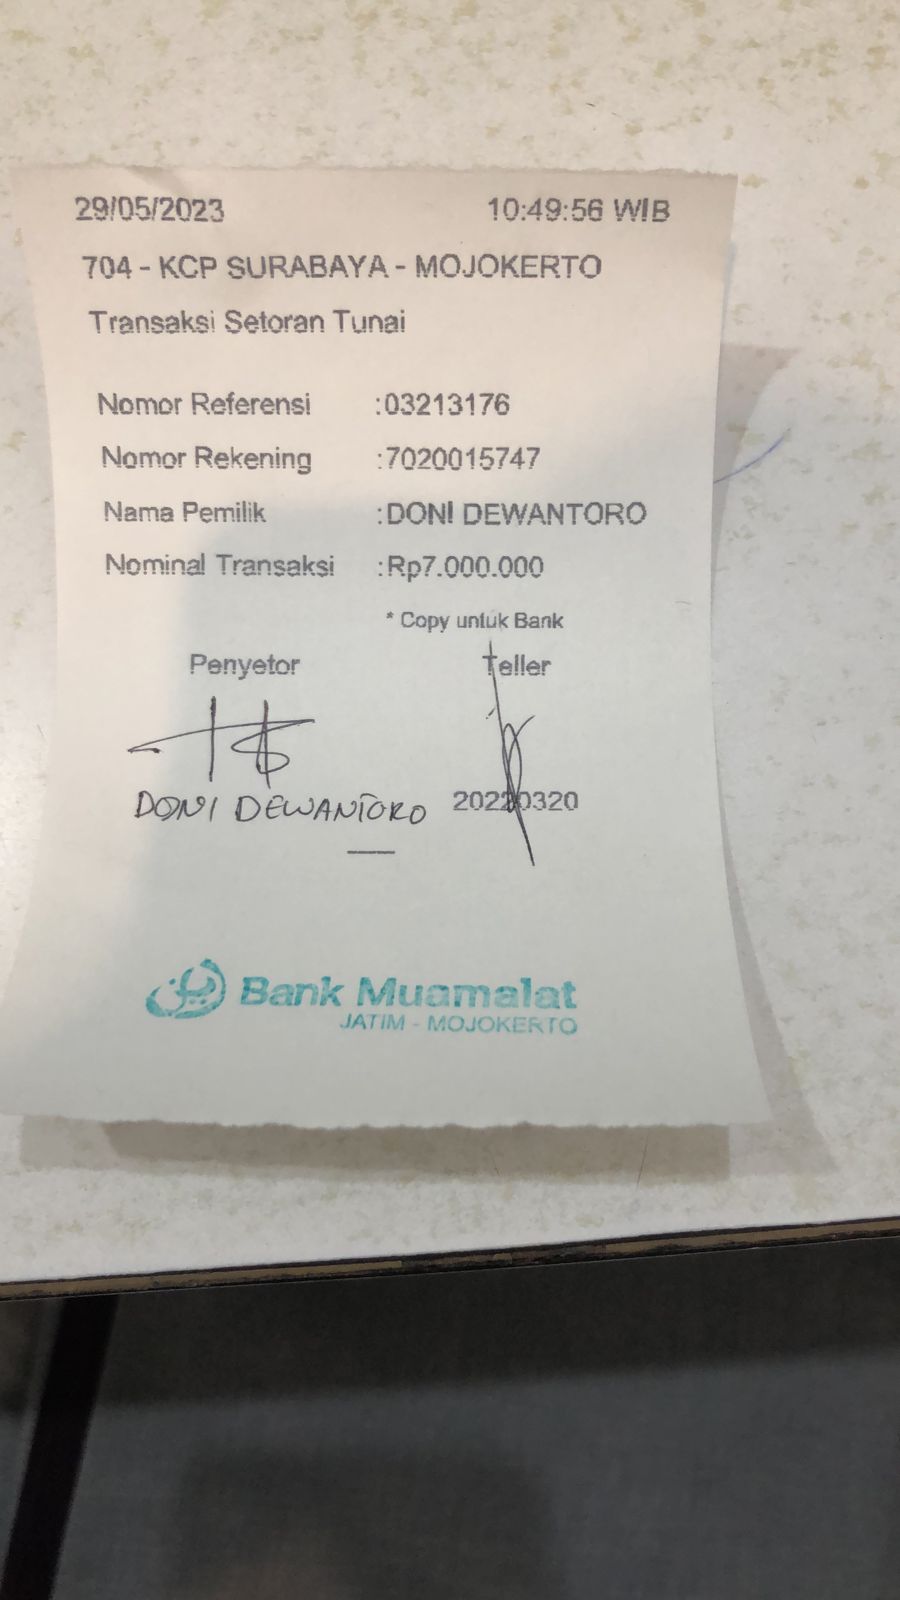 29/05/2023 10:49:56 WIB
704 - KCP SURABAYA - MOJOKERTO
Transaksi Setoran Tunai
Nomor Referensi :03213176
Nomor Rekening :7020015747
Nama Pemilik :DONI DEWANTORO
Nominal Transaksi :Rp7.000.000
* Copy untuk Bank
Penyetor Teller
DONI DEWANTORO 20220320
Bank Muamalat
JATIM - MOJOKERTO